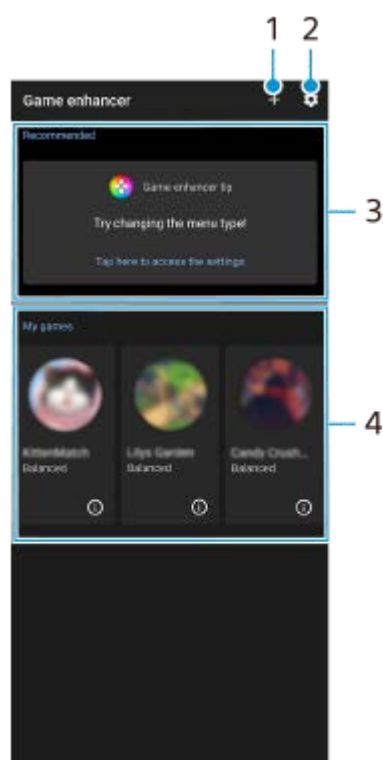 1 2
Game enhancer
Recommended
Game enhancer tip
Try changing the menu type!
Tap here to access the settings
3
My games
KittenMatch Lilys Garden Candy Crush...
Balanced Balanced Balanced
4